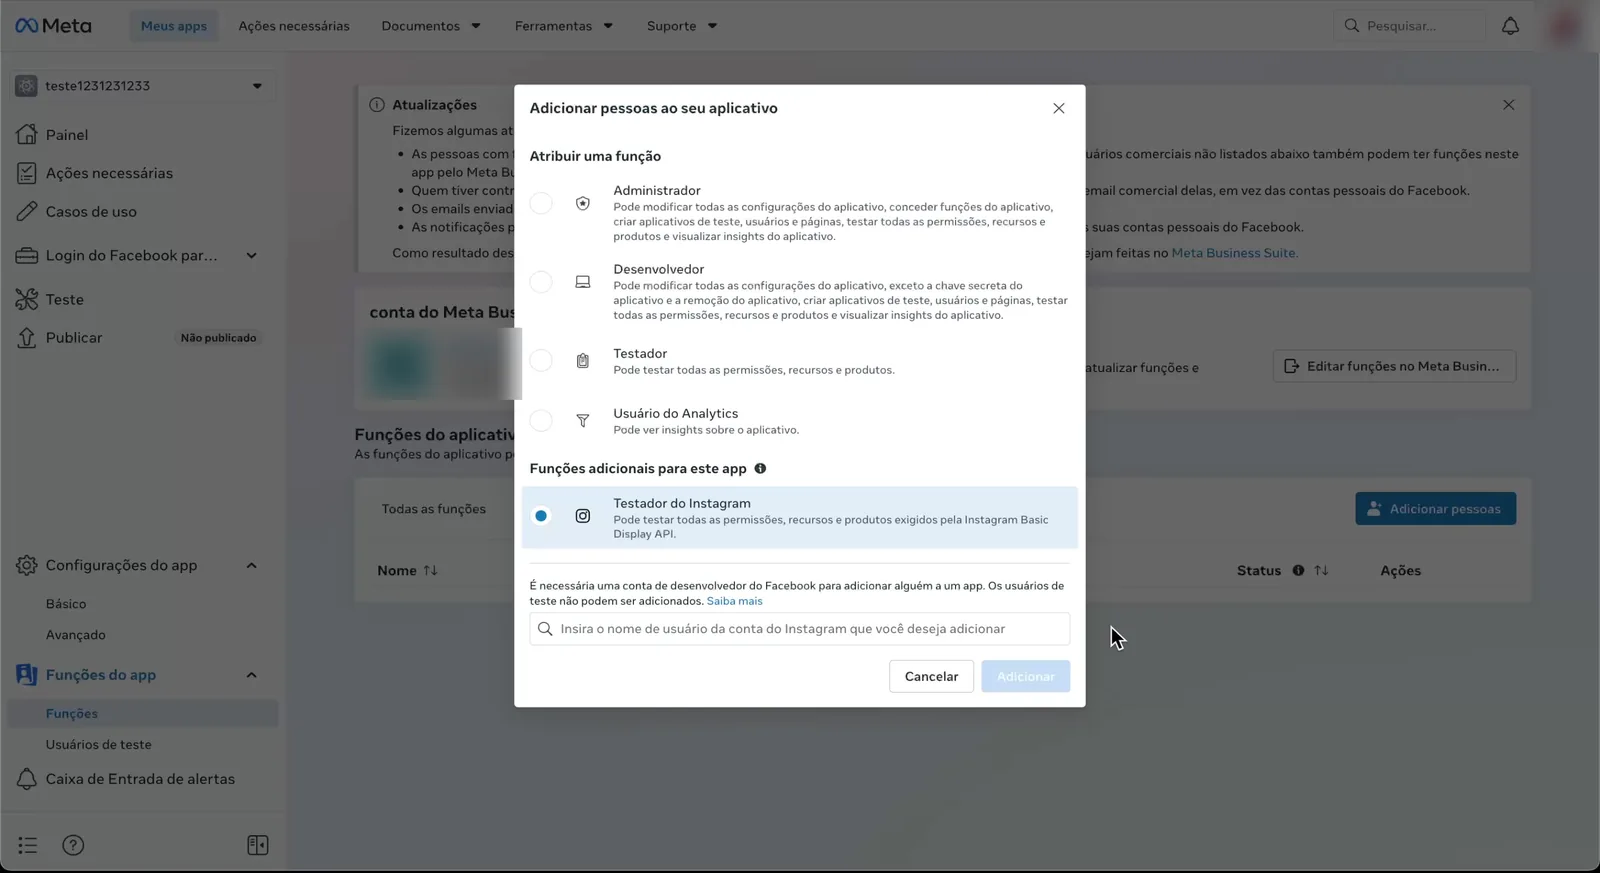 Meta
Meus apps
Ações necessárias
Documentos
Ferramentas
Suporte
Pesquisar...
teste1231231233
Painel
Ações necessárias
Casos de uso
Login do Facebook par...
Teste
Publicar
Não publicado
Configurações do app
Básico
Avançado
Funções do app
Funções
Usuários de teste
Caixa de Entrada de alertas
Atualizações
Fizemos algumas at
As pessoas com
uários comerciais não listados abaixo também podem ter funções neste
app pelo Meta Bu
Quem tiver contr
email comercial delas, em vez das contas pessoais do Facebook.
Os emails enviad
As notificações p
s suas contas pessoais do Facebook.
Como resultado des
ejam feitas no Meta Business Suite.
conta do Meta Bus
atualizar funções e
Editar funções no Meta Busin...
Funções do aplicativ
As funções do aplicativo p
Todas as funções
Adicionar pessoas
Nome
Status
Ações
Adicionar pessoas ao seu aplicativo
Atribuir uma função
Administrador
Pode modificar todas as configurações do aplicativo, conceder funções do aplicativo,
criar aplicativos de teste, usuários e páginas, testar todas as permissões, recursos e
produtos e visualizar insights do aplicativo.
Desenvolvedor
Pode modificar todas as configurações do aplicativo, exceto a chave secreta do
aplicativo e a remoção do aplicativo, criar aplicativos de teste, usuários e páginas, testar
todas as permissões, recursos e produtos e visualizar insights do aplicativo.
Testador
Pode testar todas as permissões, recursos e produtos.
Usuário do Analytics
Pode ver insights sobre o aplicativo.
Funções adicionais para este app
Testador do Instagram
Pode testar todas as permissões, recursos e produtos exigidos pela Instagram Basic
Display API.
É necessária uma conta de desenvolvedor do Facebook para adicionar alguém a um app. Os usuários de
teste não podem ser adicionados. Saiba mais
Insira o nome de usuário da conta do Instagram que você deseja adicionar
Cancelar
Adicionar